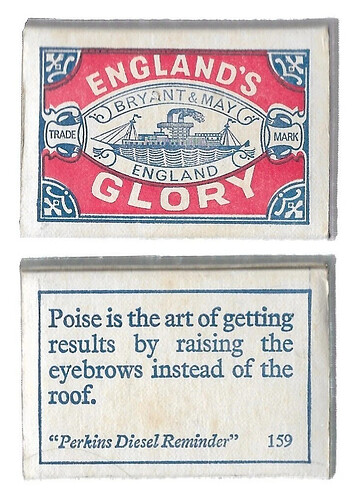 ENGLAND'S
BRYANT & MAY
TRADE MARK
ENGLAND
GLORY
Poise is the art of getting
results by raising the
eyebrows instead of the
roof.
"Perkins Diesel Reminder" 159